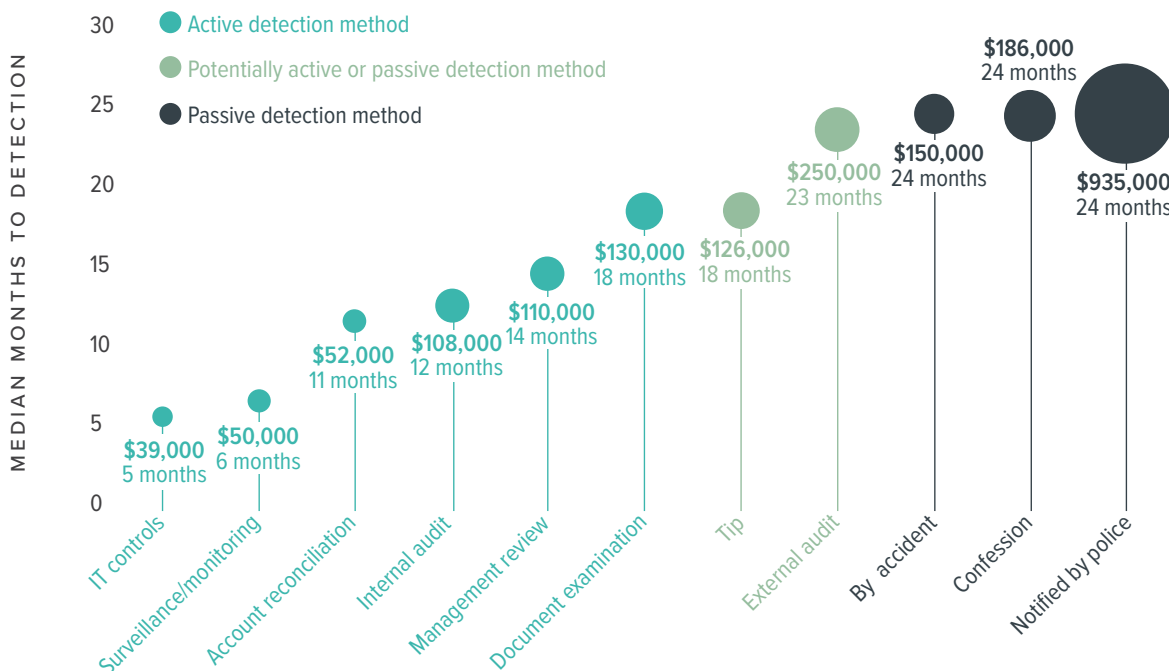 MEDIAN MONTHS TO DETECTION
30
25
20
15
10
5
0
Active detection method
Potentially active or passive detection method
Passive detection method
$39,000
5 months
$50,000
6 months
$52,000
11 months
$108,000
12 months
$110,000
14 months
$130,000
18 months
$126,000
18 months
$250,000
23 months
$150,000
24 months
$186,000
24 months
$935,000
24 months
IT controls
Surveillance/monitoring
Account reconciliation
Internal audit
Management review
Document examination
Tip
External audit
By accident
Confession
Notified by police